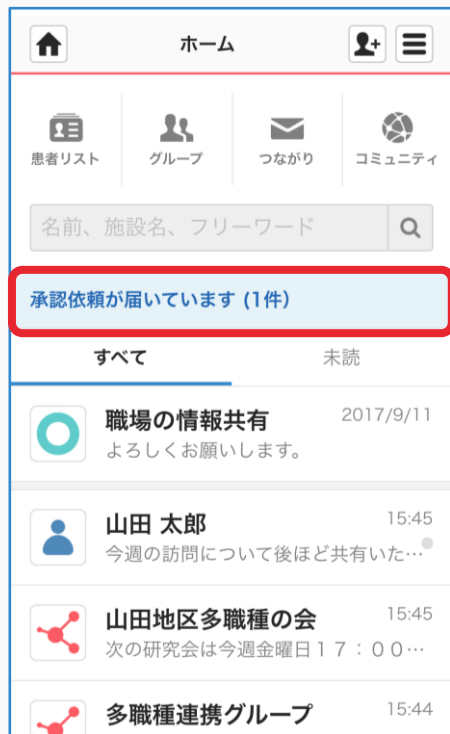 ホーム
患者リスト グループ つながり コミュニティ
名前、施設名、フリーワード
承認依頼が届いています (1件)
すべて 未読
職場の情報共有 2017/9/11
よろしくお願いします。
山田 太郎 15:45
今週の訪問について後ほど共有いた…
山田地区多職種の会 15:45
次の研究会は今週金曜日17：00…
多職種連携グループ 15:44